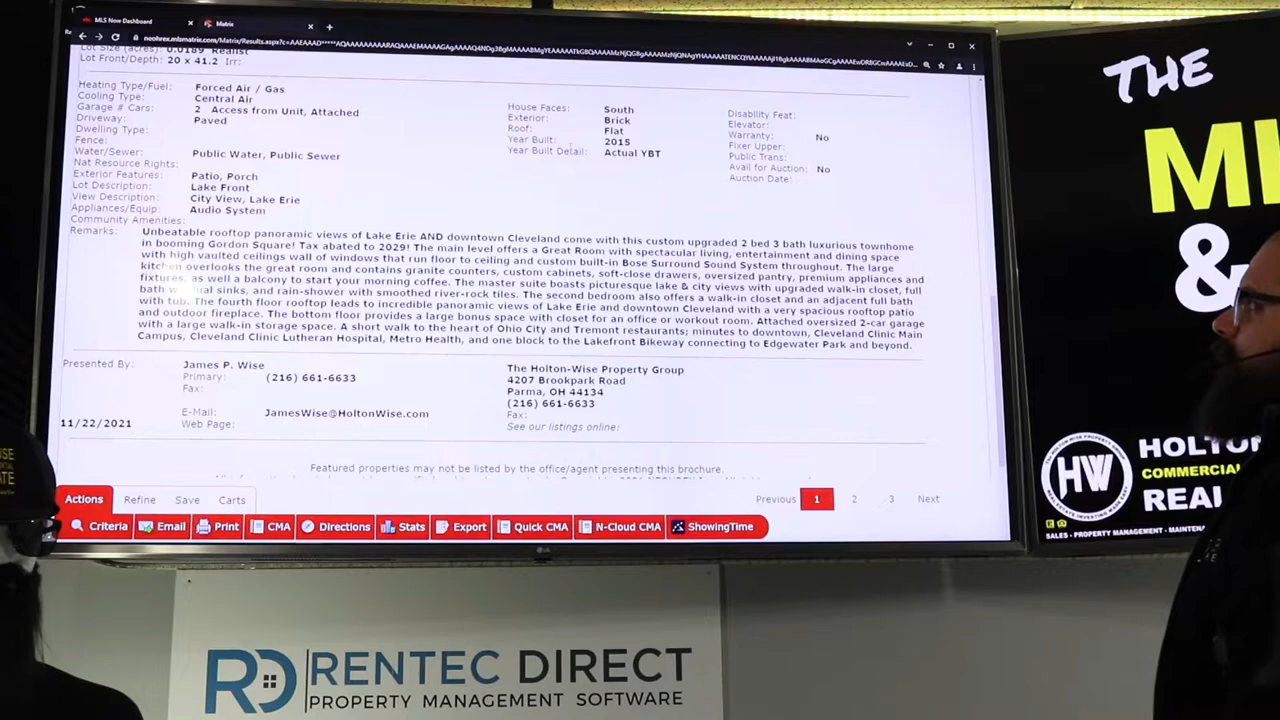 MLS Now Dashboard
Matrix
Lot Size (acres): 0.0189 Realist
Lot Front/Depth: 20 x 41.2 Irr:
Heating Type/Fuel: Forced Air / Gas
Cooling Type: Central Air
Garage # Cars: 2 Access from Unit, Attached
Driveway: Paved
Dwelling Type:
Fence:
Water/Sewer: Public Water, Public Sewer
Nat Resource Rights:
Exterior Features: Patio, Porch
Lot Description: Lake Front
View Description: City View, Lake Erie
Appliances/Equip: Audio System
Community Amenities:
House Faces: South
Exterior: Brick
Roof: Flat
Year Built: 2015
Year Built Detail: Actual YBT
Disability Feat:
Elevator:
Warranty: No
Fixer Upper:
Public Trans:
Avail for Auction: No
Auction Date:
Remarks: Unbeatable rooftop panoramic views of Lake Erie AND downtown Cleveland come with this custom upgraded 2 bed 3 bath luxurious townhome
in booming Gordon Square! Tax abated to 2029! The main level offers a Great Room with spectacular living, entertainment and dining space
with high vaulted ceilings wall of windows that run floor to ceiling and custom built-in Bose Surround Sound System throughout. The large
kitchen overlooks the great room and contains granite counters, custom cabinets, soft-close drawers, oversized pantry, premium appliances and
fixtures, as well a balcony to start your morning coffee. The master suite boasts picturesque lake & city views with upgraded walk-in closet, full
bath w ual sinks, and rain-shower with smoothed river-rock tiles. The second bedroom also offers a walk-in closet and an adjacent full bath
with tub. The fourth floor rooftop leads to incredible panoramic views of Lake Erie and downtown Cleveland with a very spacious rooftop patio
and outdoor fireplace. The bottom floor provides a large bonus space with closet for an office or workout room. Attached oversized 2-car garage
with a large walk-in storage space. A short walk to the heart of Ohio City and Tremont restaurants; minutes to downtown, Cleveland Clinic Main
Campus, Cleveland Clinic Lutheran Hospital, Metro Health, and one block to the Lakefront Bikeway connecting to Edgewater Park and beyond.
Presented By: James P. Wise
Primary: (216) 661-6633
Fax:
E-Mail: JamesWise@HoltonWise.com
Web Page:
11/22/2021
The Holton-Wise Property Group
4207 Brookpark Road
Parma, OH 44134
(216) 661-6633
Fax:
See our listings online:
Featured properties may not be listed by the office/agent presenting this brochure.
Actions Refine Save Carts
Previous 1 2 3 Next
Criteria Email Print CMA Directions Stats Export Quick CMA N-Cloud CMA ShowingTime
LG
THE
&
HW
HOLTO
COMMERCIAL
REAL
SALES - PROPERTY MANAGEMENT - MAINTEN
RD RENTEC DIRECT
PROPERTY MANAGEMENT SOFTWARE